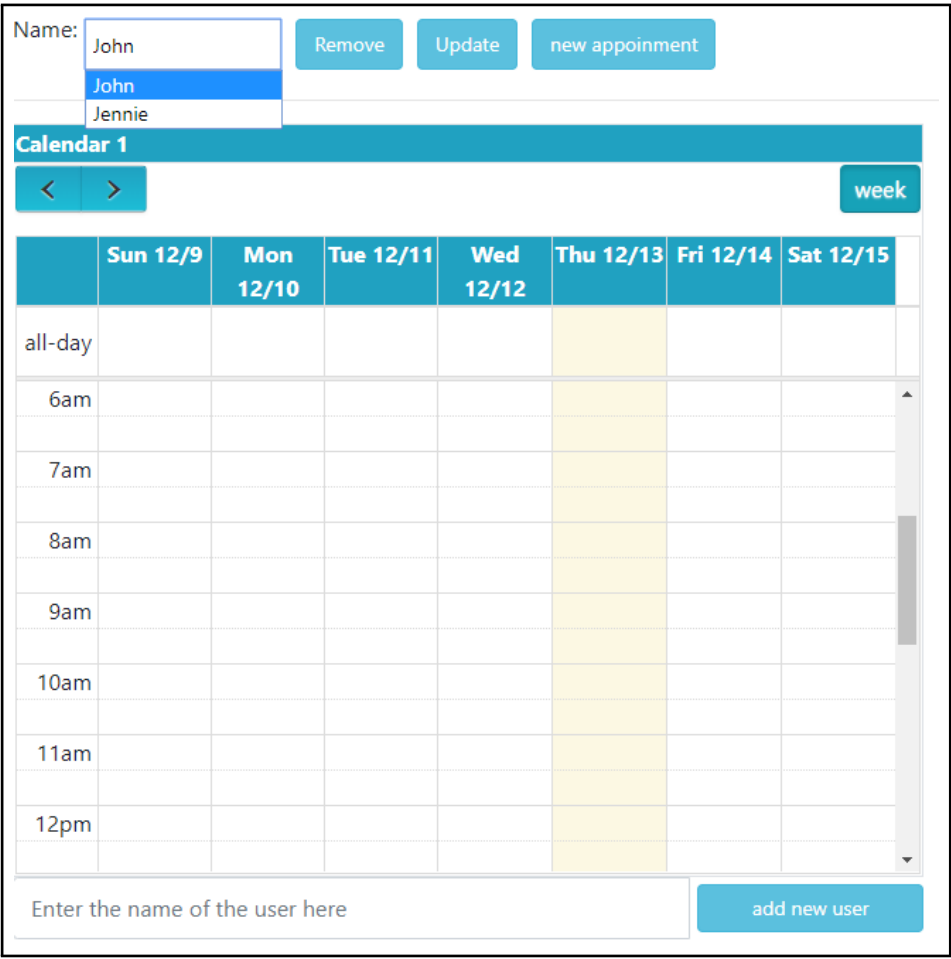 Name: John Remove Update new appoinment
John
Jennie
Calendar 1
< > week
Sun 12/9 Mon 12/10 Tue 12/11 Wed 12/12 Thu 12/13 Fri 12/14 Sat 12/15
all-day
6am
7am
8am
9am
10am
11am
12pm
Enter the name of the user here add new user